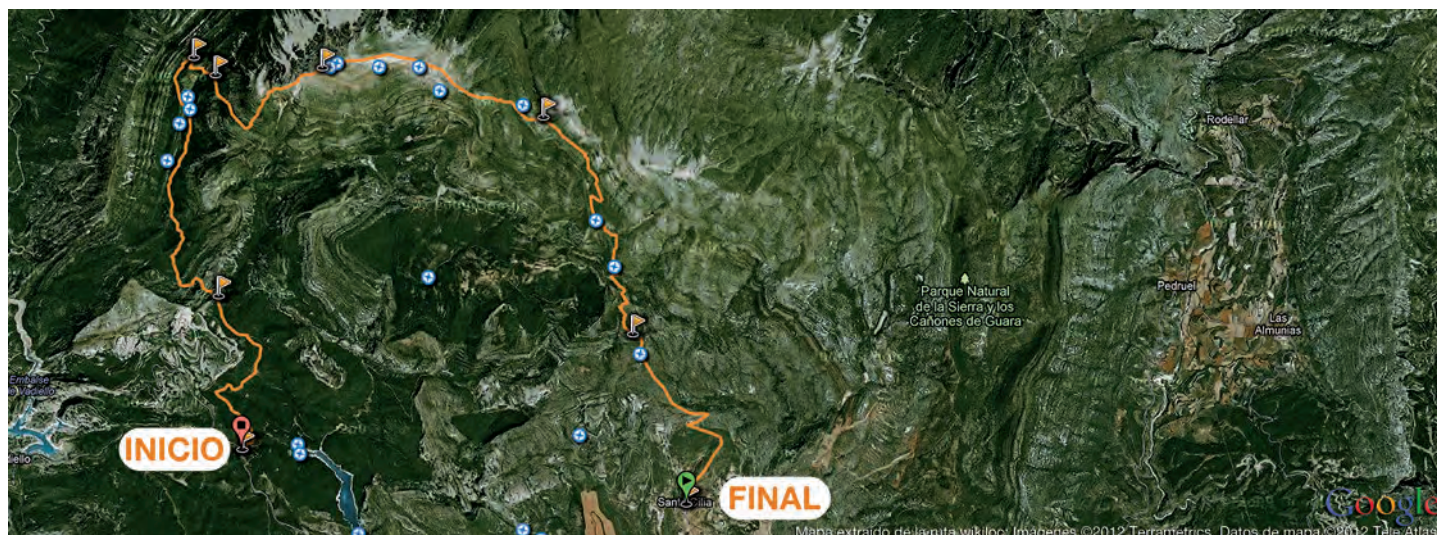 Rodellar
Parque Natural
de la Sierra y los
Cañones de Guara
Pedruel
Las
Almunias
Embalse
Vadiello
INICIO
FINAL
Google
Mapa extraído de la ruta wikiloc: Imágenes ©2012 Terrametrics, Datos de mapa ©2012 Tele Atlas